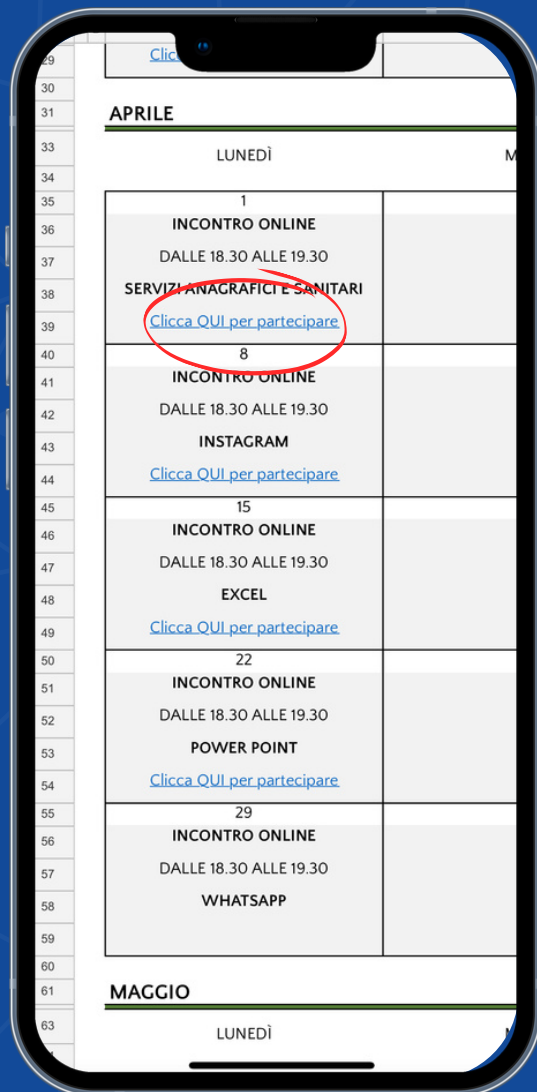 29
Clic
30
31 APRILE
33 LUNEDÌ M
34
35 1
36 INCONTRO ONLINE
37 DALLE 18.30 ALLE 19.30
38 SERVIZI ANAGRAFICI E SANITARI
39 Clicca QUI per partecipare
40 8
41 INCONTRO ONLINE
42 DALLE 18.30 ALLE 19.30
43 INSTAGRAM
44 Clicca QUI per partecipare
45 15
46 INCONTRO ONLINE
47 DALLE 18.30 ALLE 19.30
48 EXCEL
49 Clicca QUI per partecipare
50 22
51 INCONTRO ONLINE
52 DALLE 18.30 ALLE 19.30
53 POWER POINT
54 Clicca QUI per partecipare
55 29
56 INCONTRO ONLINE
57 DALLE 18.30 ALLE 19.30
58 WHATSAPP
59
60
61 MAGGIO
63 LUNEDÌ